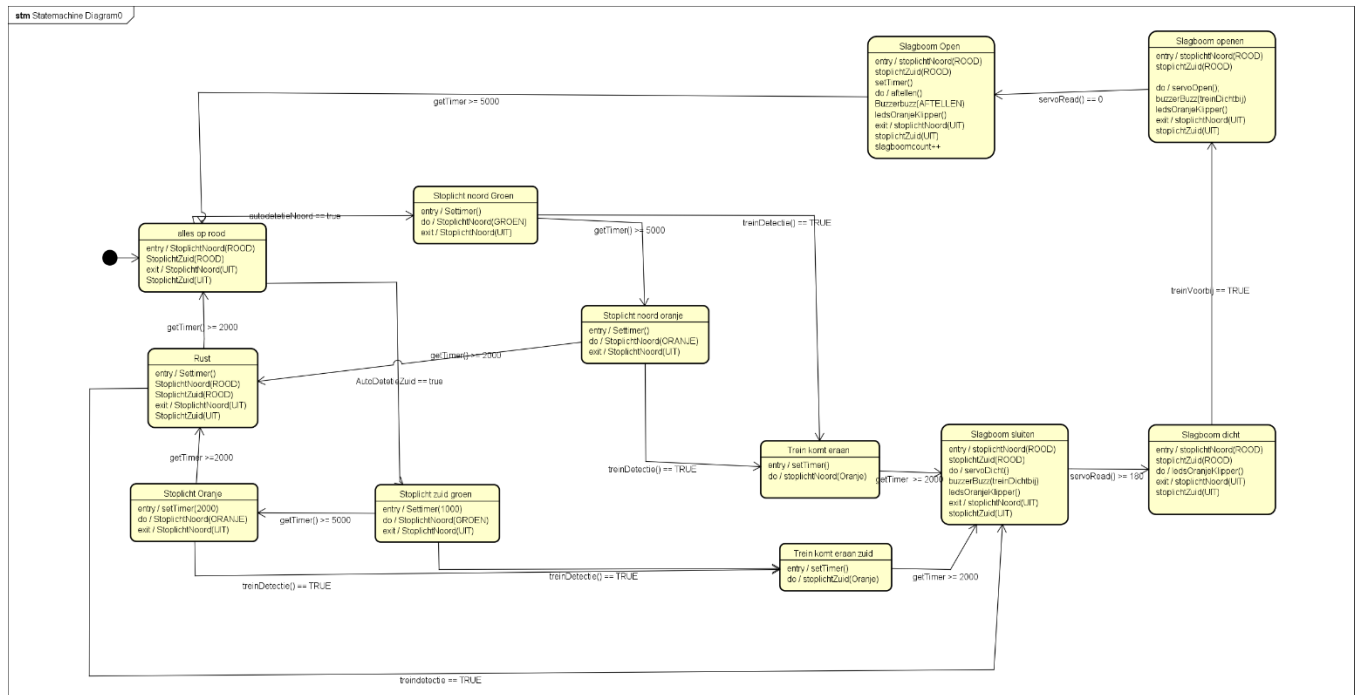 stm Statemachine Diagram0
Slagboom Open
entry / stoplichtNoord(ROOD)
stoplichtZuid(ROOD)
setTimer()
do / aftellen()
Buzzerbuzz(AFTELLEN)
ledsOranjeKlipper()
exit / stoplichtNoord(UIT)
stoplichtZuid(UIT)
slagboomcount++
Slagboom openen
entry / stoplichtNoord(ROOD)
stoplichtZuid(ROOD)
do / servoOpen();
buzzerBuzz(treinDichtbij)
ledsOranjeKlipper()
exit / stoplichtNoord(UIT)
stoplichtZuid(UIT)
servoRead() == 0
getTimer >= 5000
autodetetieNoord == true
Stoplicht noord Groen
entry / Settimer()
do / StoplichtNoord(GROEN)
exit / StoplichtNoord(UIT)
treinDetectie() == TRUE
getTimer() >= 5000
alles op rood
entry / StoplichtNoord(ROOD)
StoplichtZuid(ROOD)
exit / StoplichtNoord(UIT)
StoplichtZuid(UIT)
treinVoorbij == TRUE
Stoplicht noord oranje
entry / Settimer()
do / StoplichtNoord(ORANJE)
exit / StoplichtNoord(UIT)
getTimer() >= 2000
getTimer() >= 2000
Rust
entry / Settimer()
StoplichtNoord(ROOD)
StoplichtZuid(ROOD)
exit / StoplichtNoord(UIT)
StoplichtZuid(UIT)
AutoDetetieZuid == true
Trein komt eraan
entry / setTimer()
do / stoplichtNoord(Oranje)
treinDetectie() == TRUE
getTimer >= 2000
Slagboom sluiten
entry / stoplichtNoord(ROOD)
stoplichtZuid(ROOD)
do / servoDicht()
buzzerBuzz(treinDichtbij)
ledsOranjeKlipper()
exit / stoplichtNoord(UIT)
stoplichtZuid(UIT)
servoRead() >= 180
Slagboom dicht
entry / stoplichtNoord(ROOD)
stoplichtZuid(ROOD)
do / ledsOranjeKlipper()
exit / stoplichtNoord(UIT)
stoplichtZuid(UIT)
getTimer >=2000
Stoplicht Oranje
entry / setTimer(2000)
do / StoplichtNoord(ORANJE)
exit / StoplichtNoord(UIT)
getTimer() >= 5000
Stoplicht zuid groen
entry / Settimer(1000)
do / StoplichtNoord(GROEN)
exit / StoplichtNoord(UIT)
Trein komt eraan zuid
entry / setTimer()
do / stoplichtZuid(Oranje)
getTimer >= 2000
treinDetectie() == TRUE
treinDetectie() == TRUE
treindetectie == TRUE